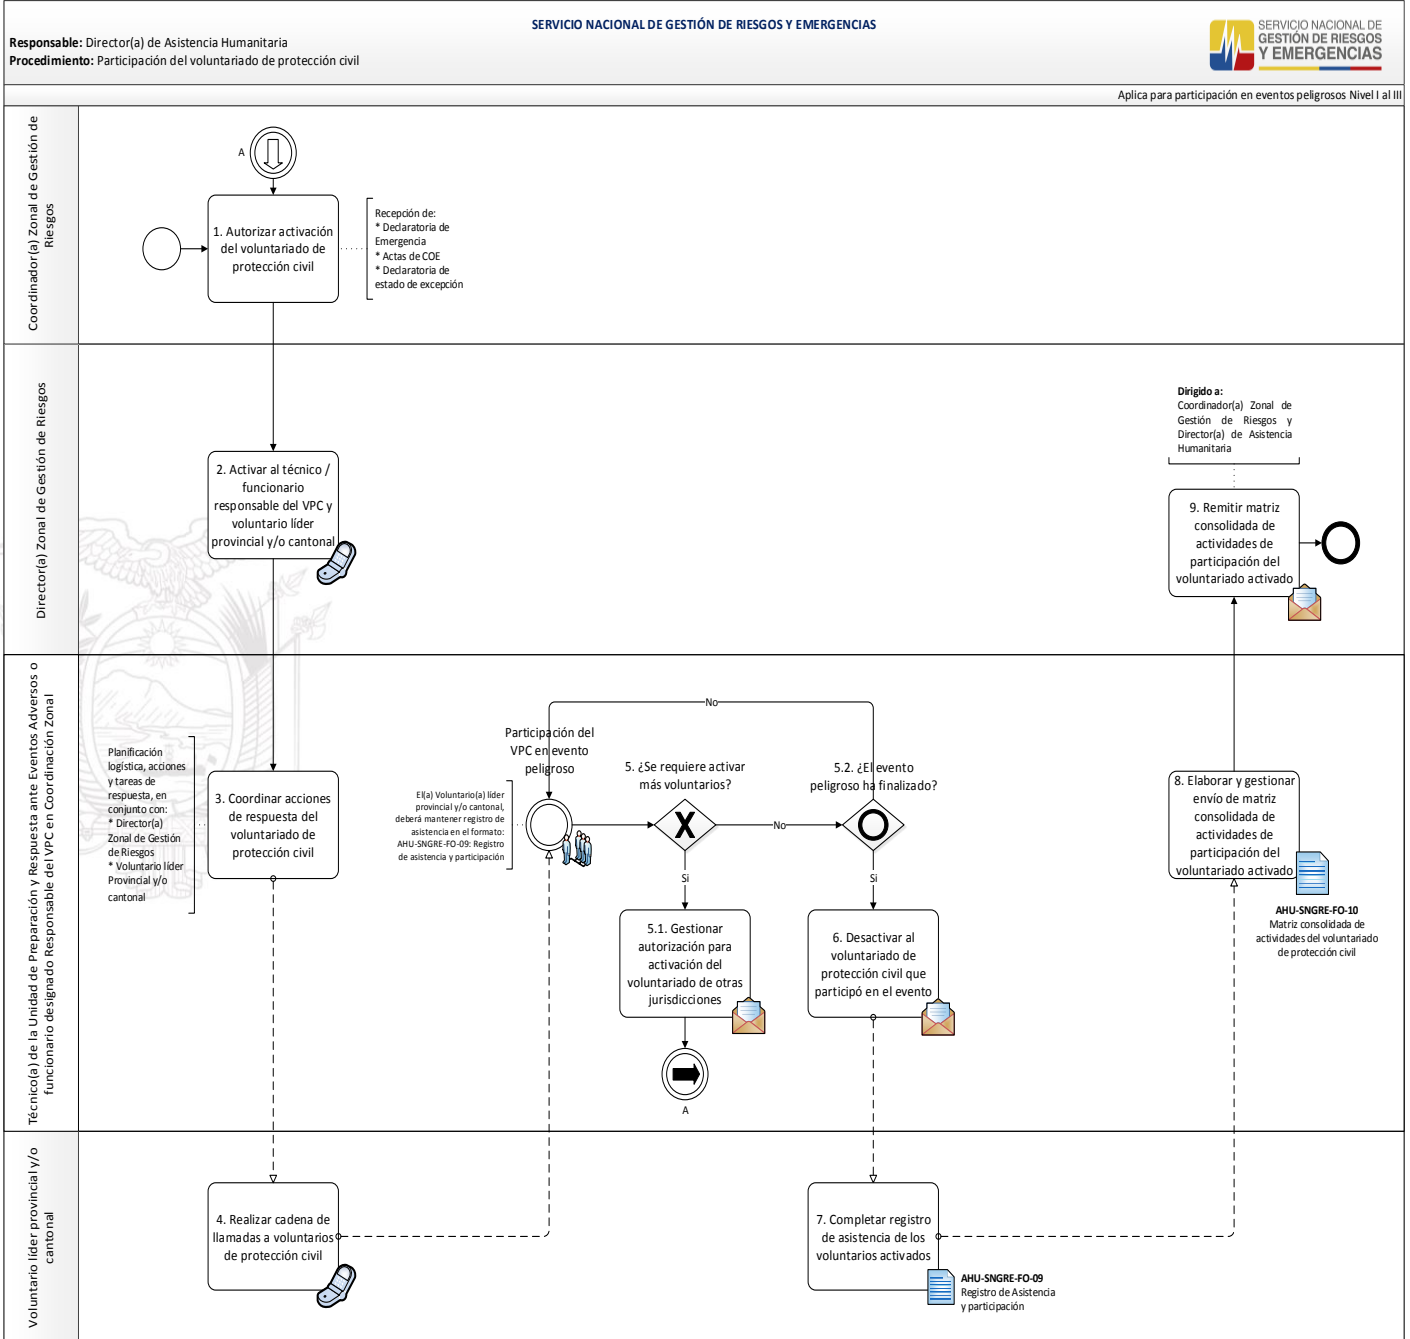 SERVICIO NACIONAL DE GESTIÓN DE RIESGOS Y EMERGENCIAS
Responsable: Director(a) de Asistencia Humanitaria
Procedimiento: Participación del voluntariado de protección civil
SERVICIO NACIONAL DE
GESTIÓN DE RIESGOS
Y EMERGENCIAS
Aplica para participación en eventos peligrosos Nivel I al III
Coordinador(a) Zonal de Gestión de
Riesgos
A
1. Autorizar activación
del voluntariado de
protección civil
Recepción de:
* Declaratoria de
Emergencia
* Actas de COE
* Declaratoria de
estado de excepción
Director(a) Zonal de Gestión de Riesgos
2. Activar al técnico /
funcionario
responsable del VPC y
voluntario líder
provincial y/o cantonal
Dirigido a:
Coordinador(a) Zonal de
Gestión de Riesgos y
Director(a) de Asistencia
Humanitaria
9. Remitir matriz
consolidada de
actividades de
participación del
voluntariado activado
Técnico(a) de la Unidad de Preparación y Respuesta ante Eventos Adversos o
funcionario designado Responsable del VPC en Coordinación Zonal
Planificación
logística, acciones
y tareas de
respuesta, en
conjunto con:
* Director(a)
Zonal de Gestión
de Riesgos
* Voluntario líder
Provincial y/o
cantonal
3. Coordinar acciones
de respuesta del
voluntariado de
protección civil
Participación del
VPC en evento
peligroso
El(a) Voluntario(a) líder
provincial y/o cantonal,
deberá mantener registro de
asistencia en el formato:
AHU-SNGRE-FO-09: Registro
de asistencia y participación
No
5. ¿Se requiere activar
más voluntarios?
X
No
5.2. ¿El evento
peligroso ha finalizado?
Si
Si
5.1. Gestionar
autorización para
activación del
voluntariado de otras
jurisdicciones
A
6. Desactivar al
voluntariado de
protección civil que
participó en el evento
8. Elaborar y gestionar
envío de matriz
consolidada de
actividades de
participación del
voluntariado activado
AHU-SNGRE-FO-10
Matriz consolidada de
actividades del voluntariado
de protección civil
Voluntario líder provincial y/o
cantonal
4. Realizar cadena de
llamadas a voluntarios
de protección civil
7. Completar registro
de asistencia de los
voluntarios activados
AHU-SNGRE-FO-09
Registro de Asistencia
y participación